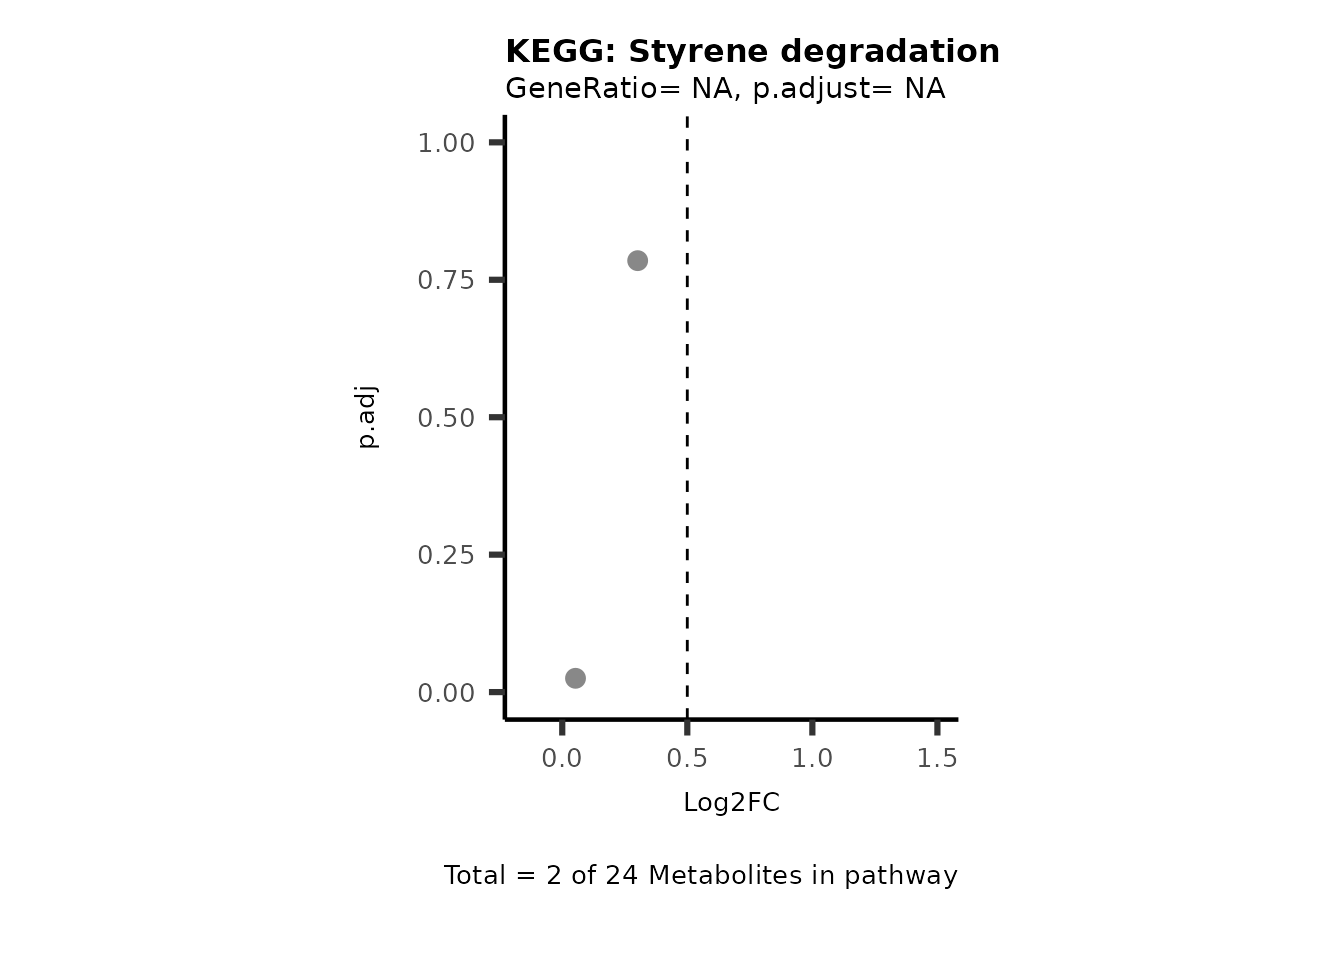 KEGG: Styrene degradation
GeneRatio= NA, p.adjust= NA
1.00
0.75
0.50
0.25
0.00
p.adj
0.0 0.5 1.0 1.5
Log2FC
Total = 2 of 24 Metabolites in pathway